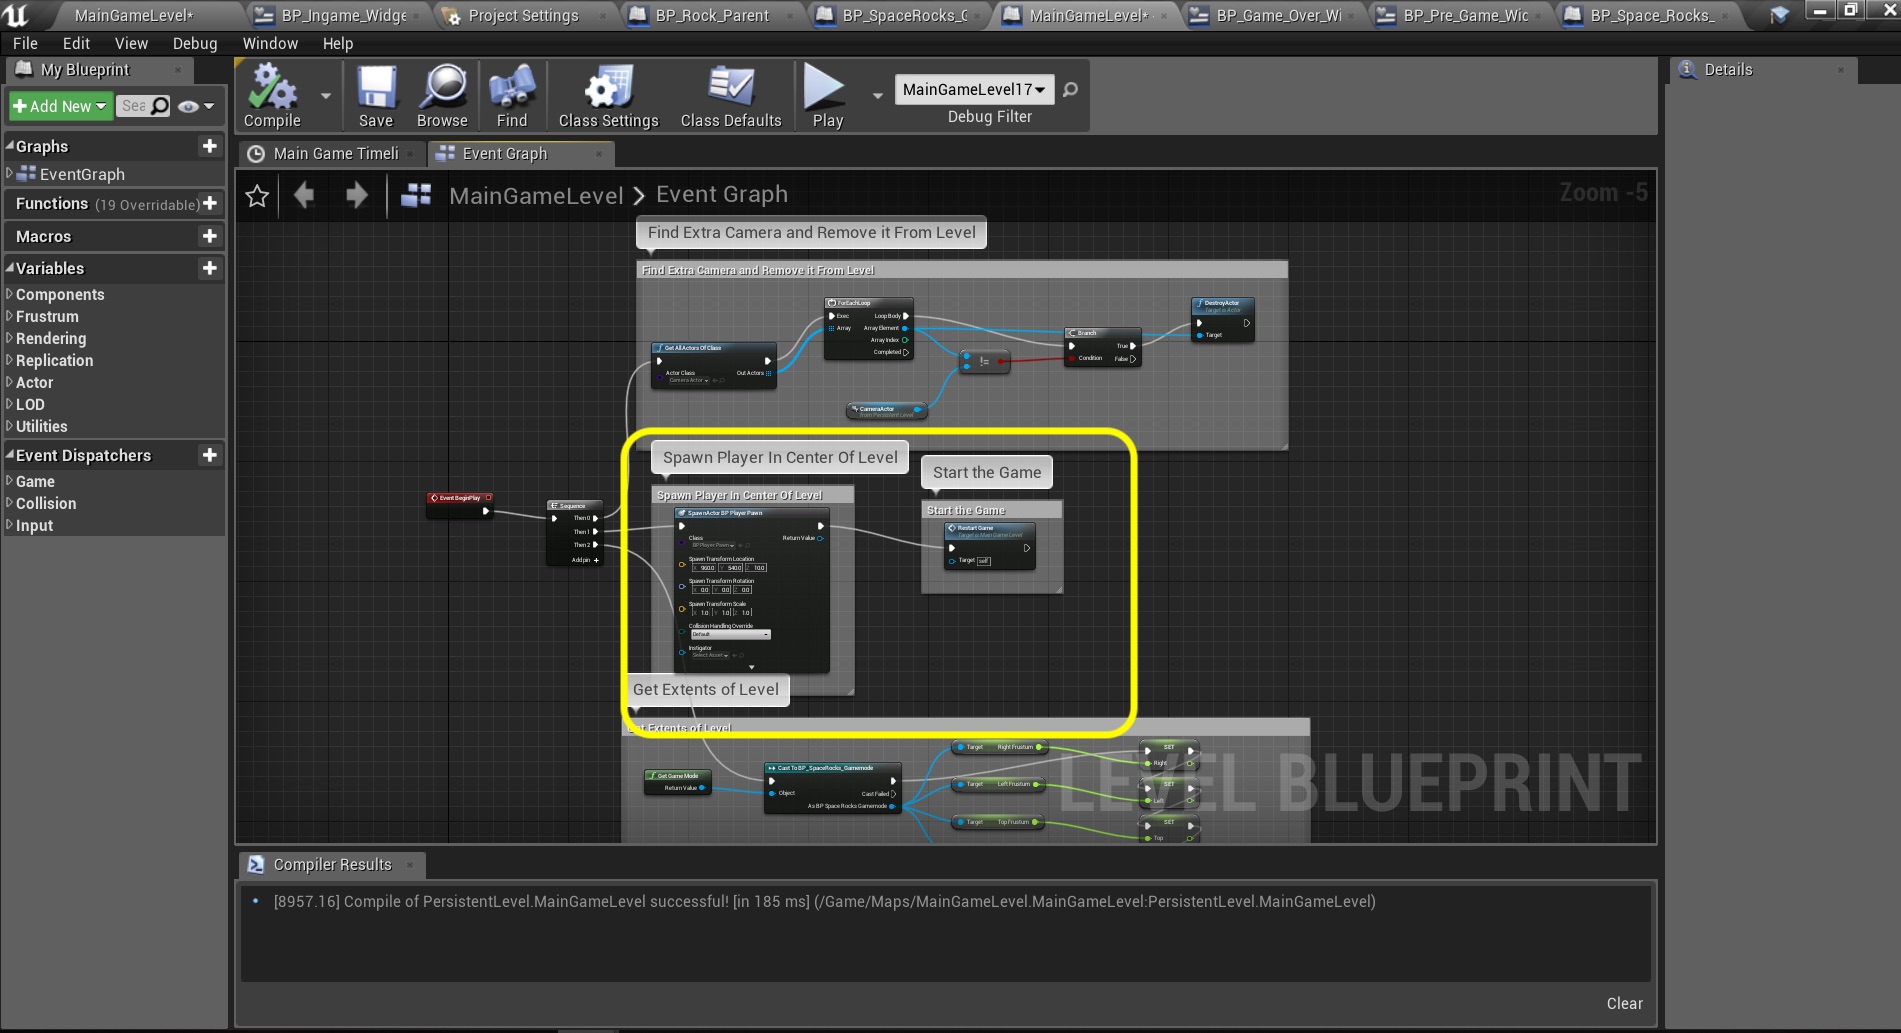 MainGameLevel*
BP_Ingame_Widge
Project Settings
BP_Rock_Parent
BP_SpaceRocks_G
MainGameLevel*
BP_Game_Over_Wi
BP_Pre_Game_Wic
BP_Space_Rocks_
File Edit View Debug Window Help
My Blueprint
Details
Add New
Sea
Compile
Save
Browse
Find
Class Settings
Class Defaults
Play
MainGameLevel17
Debug Filter
Graphs
EventGraph
Functions (19 Overridable)
Macros
Variables
Components
Frustrum
Rendering
Replication
Actor
LOD
Utilities
Event Dispatchers
Game
Collision
Input
Main Game Timeli
Event Graph
MainGameLevel > Event Graph
Zoom -5
Find Extra Camera and Remove it From Level
Find Extra Camera and Remove it From Level
Get All Actors Of Class
Actor Class
Camera Actor
Out Actors
ForEachLoop
Exec
Loop Body
Array
Array Element
Array Index
Completed
CameraActor
from Persistent Level
!=
Branch
True
Condition
False
DestroyActor
Target is Actor
Target
Event BeginPlay
Sequence
Then 0
Then 1
Then 2
Add pin +
Spawn Player In Center Of Level
Spawn Player In Center Of Level
SpawnActor BP Player Pawn
Class
BP Player Pawn
Return Value
Spawn Transform Location
X 960.0 Y 540.0 Z 10.0
Spawn Transform Rotation
X 0.0 Y 0.0 Z 0.0
Spawn Transform Scale
X 1.0 Y 1.0 Z 1.0
Collision Handling Override
Default
Instigator
Select Asset
Start the Game
Start the Game
Restart Game
Target is Main Game Level
Target self
Get Extents of Level
Get Extents of Level
Get Game Mode
Return Value
Cast To BP_SpaceRocks_Gamemode
Object
Cast Failed
As BP Space Rocks Gamemode
Target Right Frustum
Target Left Frustum
Target Top Frustum
SET
Right
SET
Left
SET
Top
LEVEL BLUEPRINT
Compiler Results
[8957.16] Compile of PersistentLevel.MainGameLevel successful! [in 185 ms] (/Game/Maps/MainGameLevel.MainGameLevel:PersistentLevel.MainGameLevel)
Clear